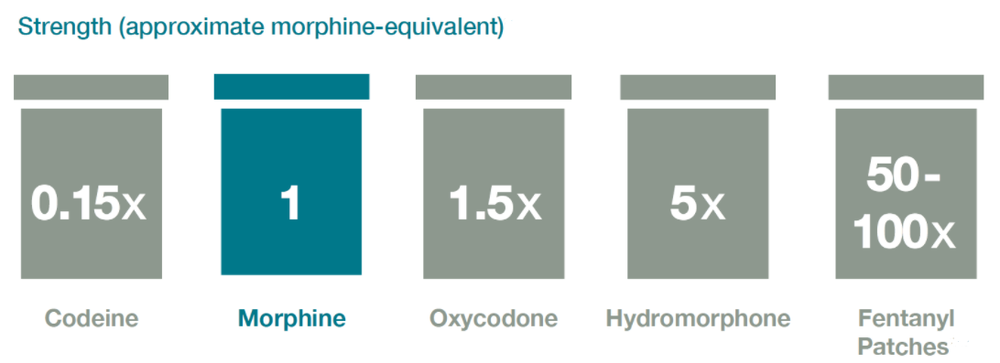 Strength (approximate morphine-equivalent)
0.15x
1
1.5x
5x
50-
100x
Codeine
Morphine
Oxycodone
Hydromorphone
Fentanyl
Patches